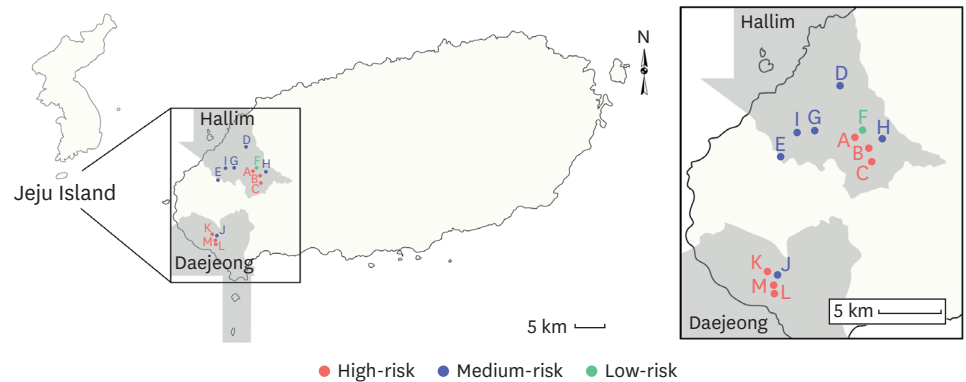 Jeju Island
Hallim
D
I G F H
E A
B
C
K J
M L
Daejeong
N
5 km
Hallim
D
I G F
A H
E B
C
K J
M L
Daejeong
5 km
High-risk Medium-risk Low-risk